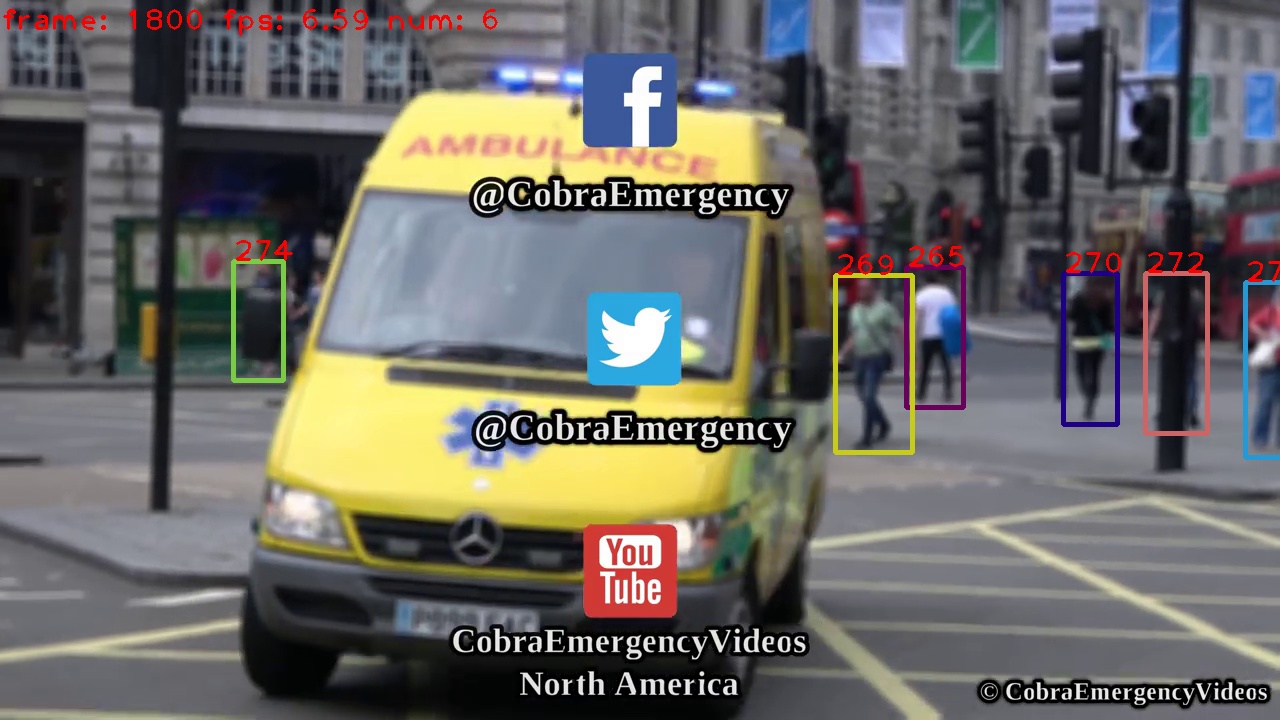 frame: 1800 fps: 6.59 num: 6
AMBULANCE
@CobraEmergency
274
269
265
270
272
27
@CobraEmergency
You
Tube
CobraEmergencyVideos
North America
© CobraEmergencyVideos